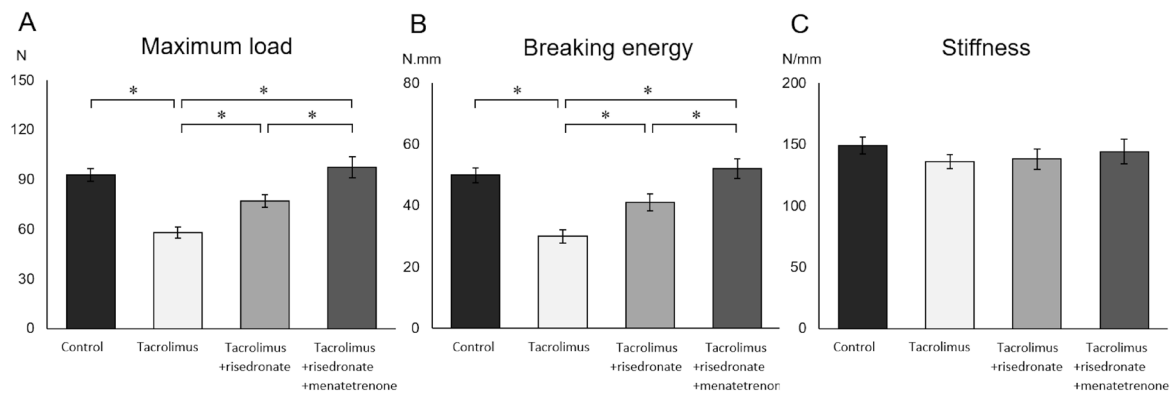 A
Maximum load
N
150
120
90
60
30
0
* *
* *
Control
Tacrolimus
Tacrolimus
+risedronate
Tacrolimus
+risedronate
+menatetrenone
B
Breaking energy
N.mm
80
60
40
20
0
* *
* *
Control
Tacrolimus
Tacrolimus
+risedronate
Tacrolimus
+risedronate
+menatetrenon
C
Stiffness
N/mm
200
150
100
50
0
Control
Tacrolimus
Tacrolimus
+risedronate
Tacrolimus
+risedronate
+menatetrenone